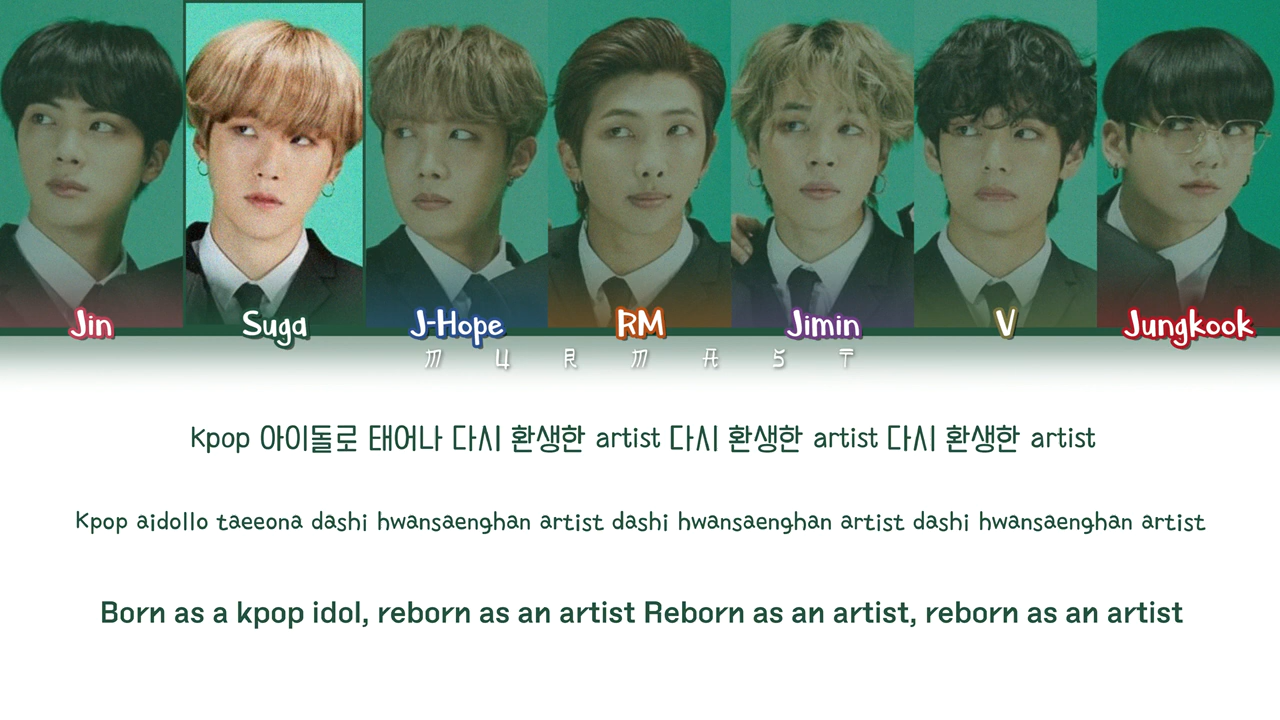 Jin Suga J-Hope RM Jimin V Jungkook
MURMAST
Kpop 아이돌로 태어나 다시 환생한 artist 다시 환생한 artist 다시 환생한 artist
Kpop aidollo taeeona dashi hwansaenghan artist dashi hwansaenghan artist dashi hwansaenghan artist
Born as a kpop idol, reborn as an artist Reborn as an artist, reborn as an artist